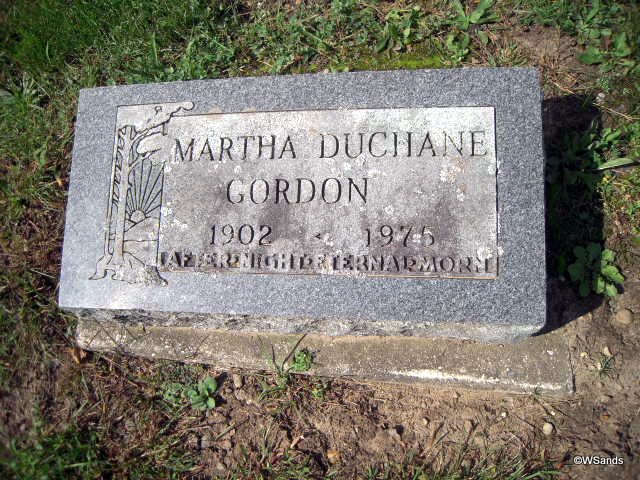 MARTHA DUCHANE
GORDON
1902 - 1975
AFTER NIGHT ETERNAL MORN
©WSands